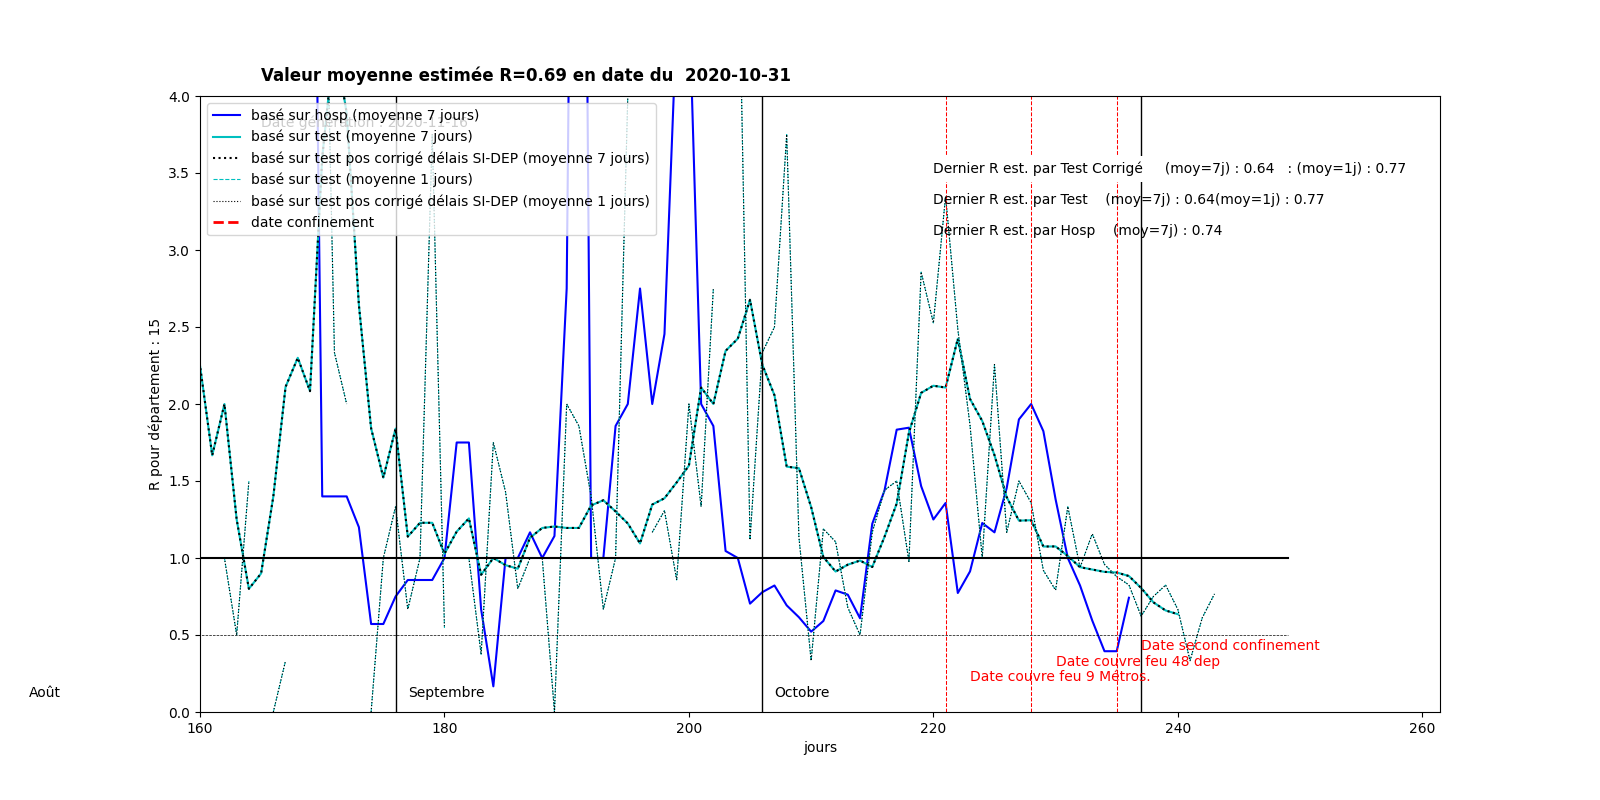 Valeur moyenne estimée R=0.69 en date du  2020-10-31
Date génération : 2020-11-16
basé sur hosp (moyenne 7 jours)
basé sur test (moyenne 7 jours)
basé sur test pos corrigé délais SI-DEP (moyenne 7 jours)
basé sur test (moyenne 1 jours)
basé sur test pos corrigé délais SI-DEP (moyenne 1 jours)
date confinement
Dernier R est. par Test Corrigé     (moy=7j) : 0.64   : (moy=1j) : 0.77
Dernier R est. par Test    (moy=7j) : 0.64(moy=1j) : 0.77
Dernier R est. par Hosp    (moy=7j) : 0.74
R pour département : 15
4.0
3.5
3.0
2.5
2.0
1.5
1.0
0.5
0.0
Date second confinement
Date couvre feu 48 dep
Date couvre feu 9 Métros.
Août
Septembre
Octobre
160 180 200 220 240 260
jours